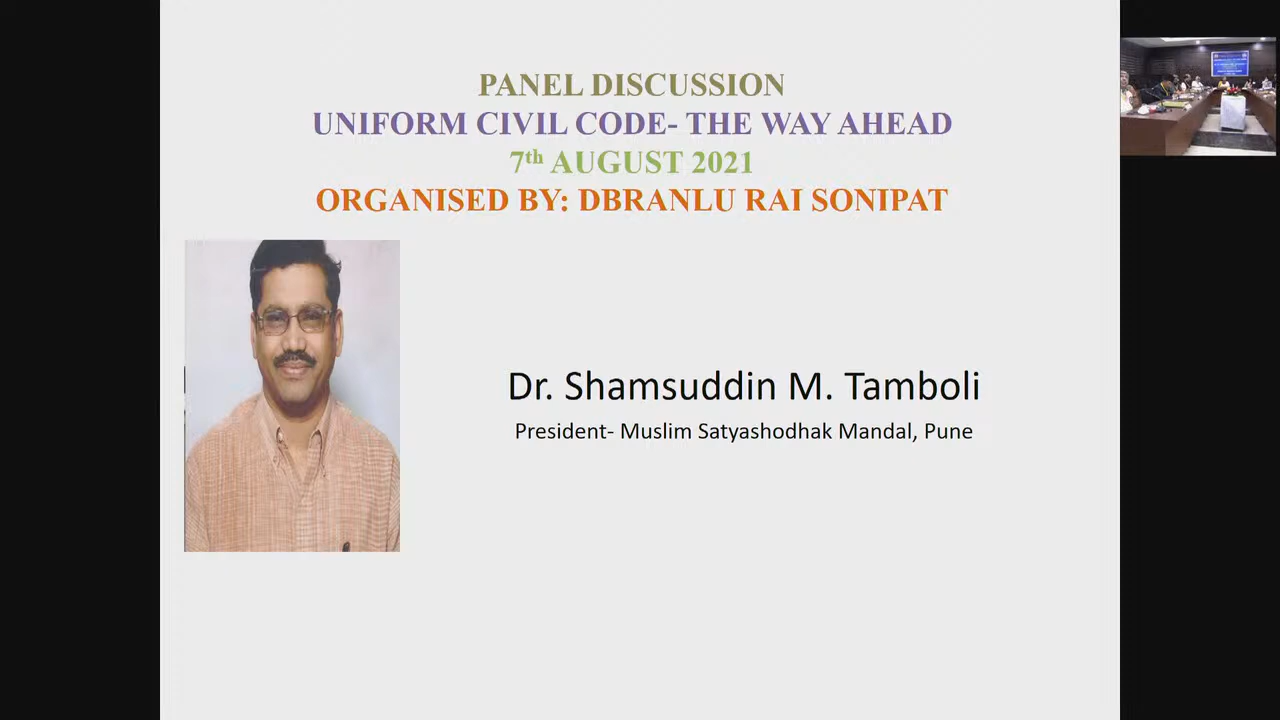 PANEL DISCUSSION
UNIFORM CIVIL CODE- THE WAY AHEAD
7th AUGUST 2021
ORGANISED BY: DBRANLU RAI SONIPAT
Dr. Shamsuddin M. Tamboli
President- Muslim Satyashodhak Mandal, Pune